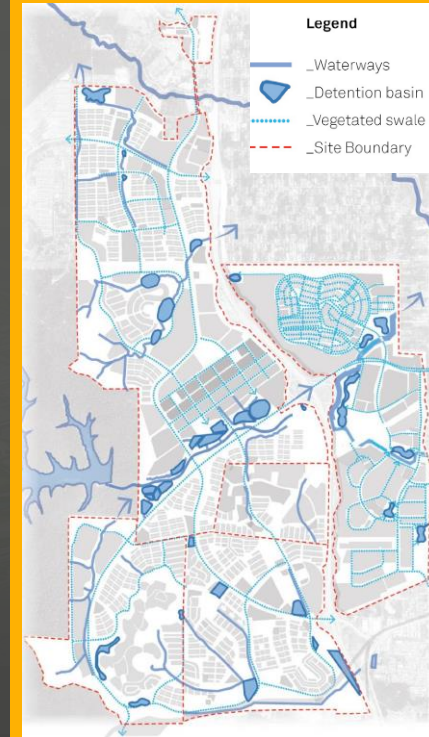 Legend
_Waterways
_Detention basin
_Vegetated swale
_Site Boundary